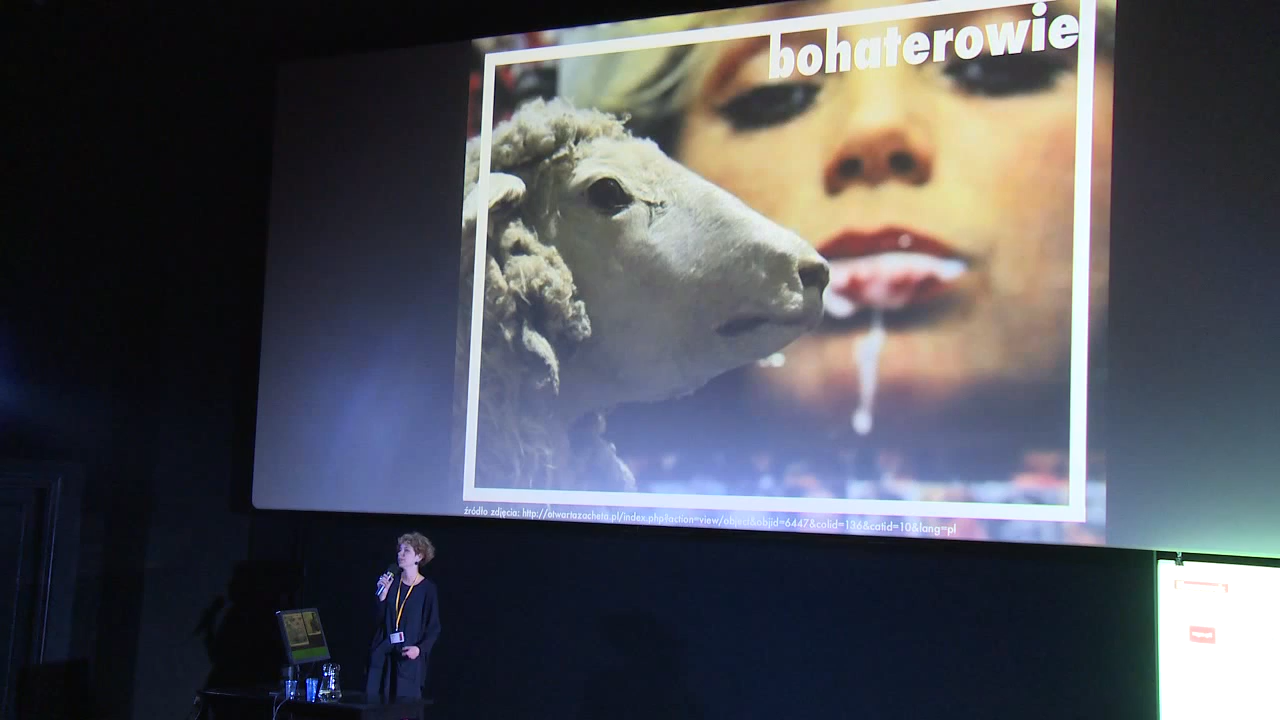 bohaterowie
źródło zdjęcia: http://otwartazacheta.pl/index.php?action=view/object&objid=6447&colid=136&catid=10&lang=pl